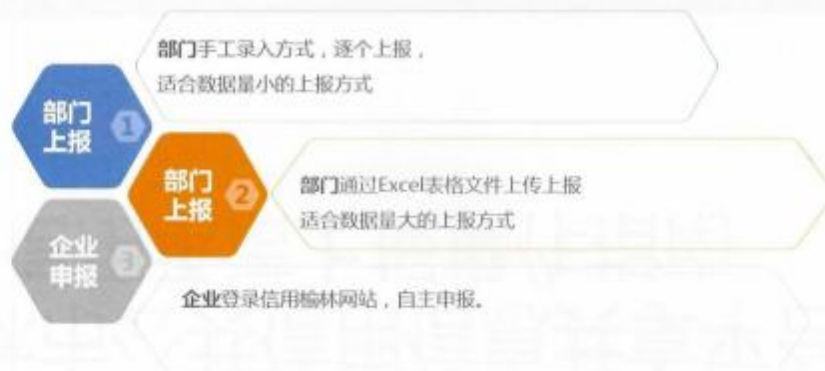 部门手工录入方式，逐个上报，
适合数据量小的上报方式
部门
上报
1
部门
上报
2
部门通过Excel表格文件上传上报
适合数据量大的上报方式
企业
申报
3
企业登录信用榆林网站，自主申报。